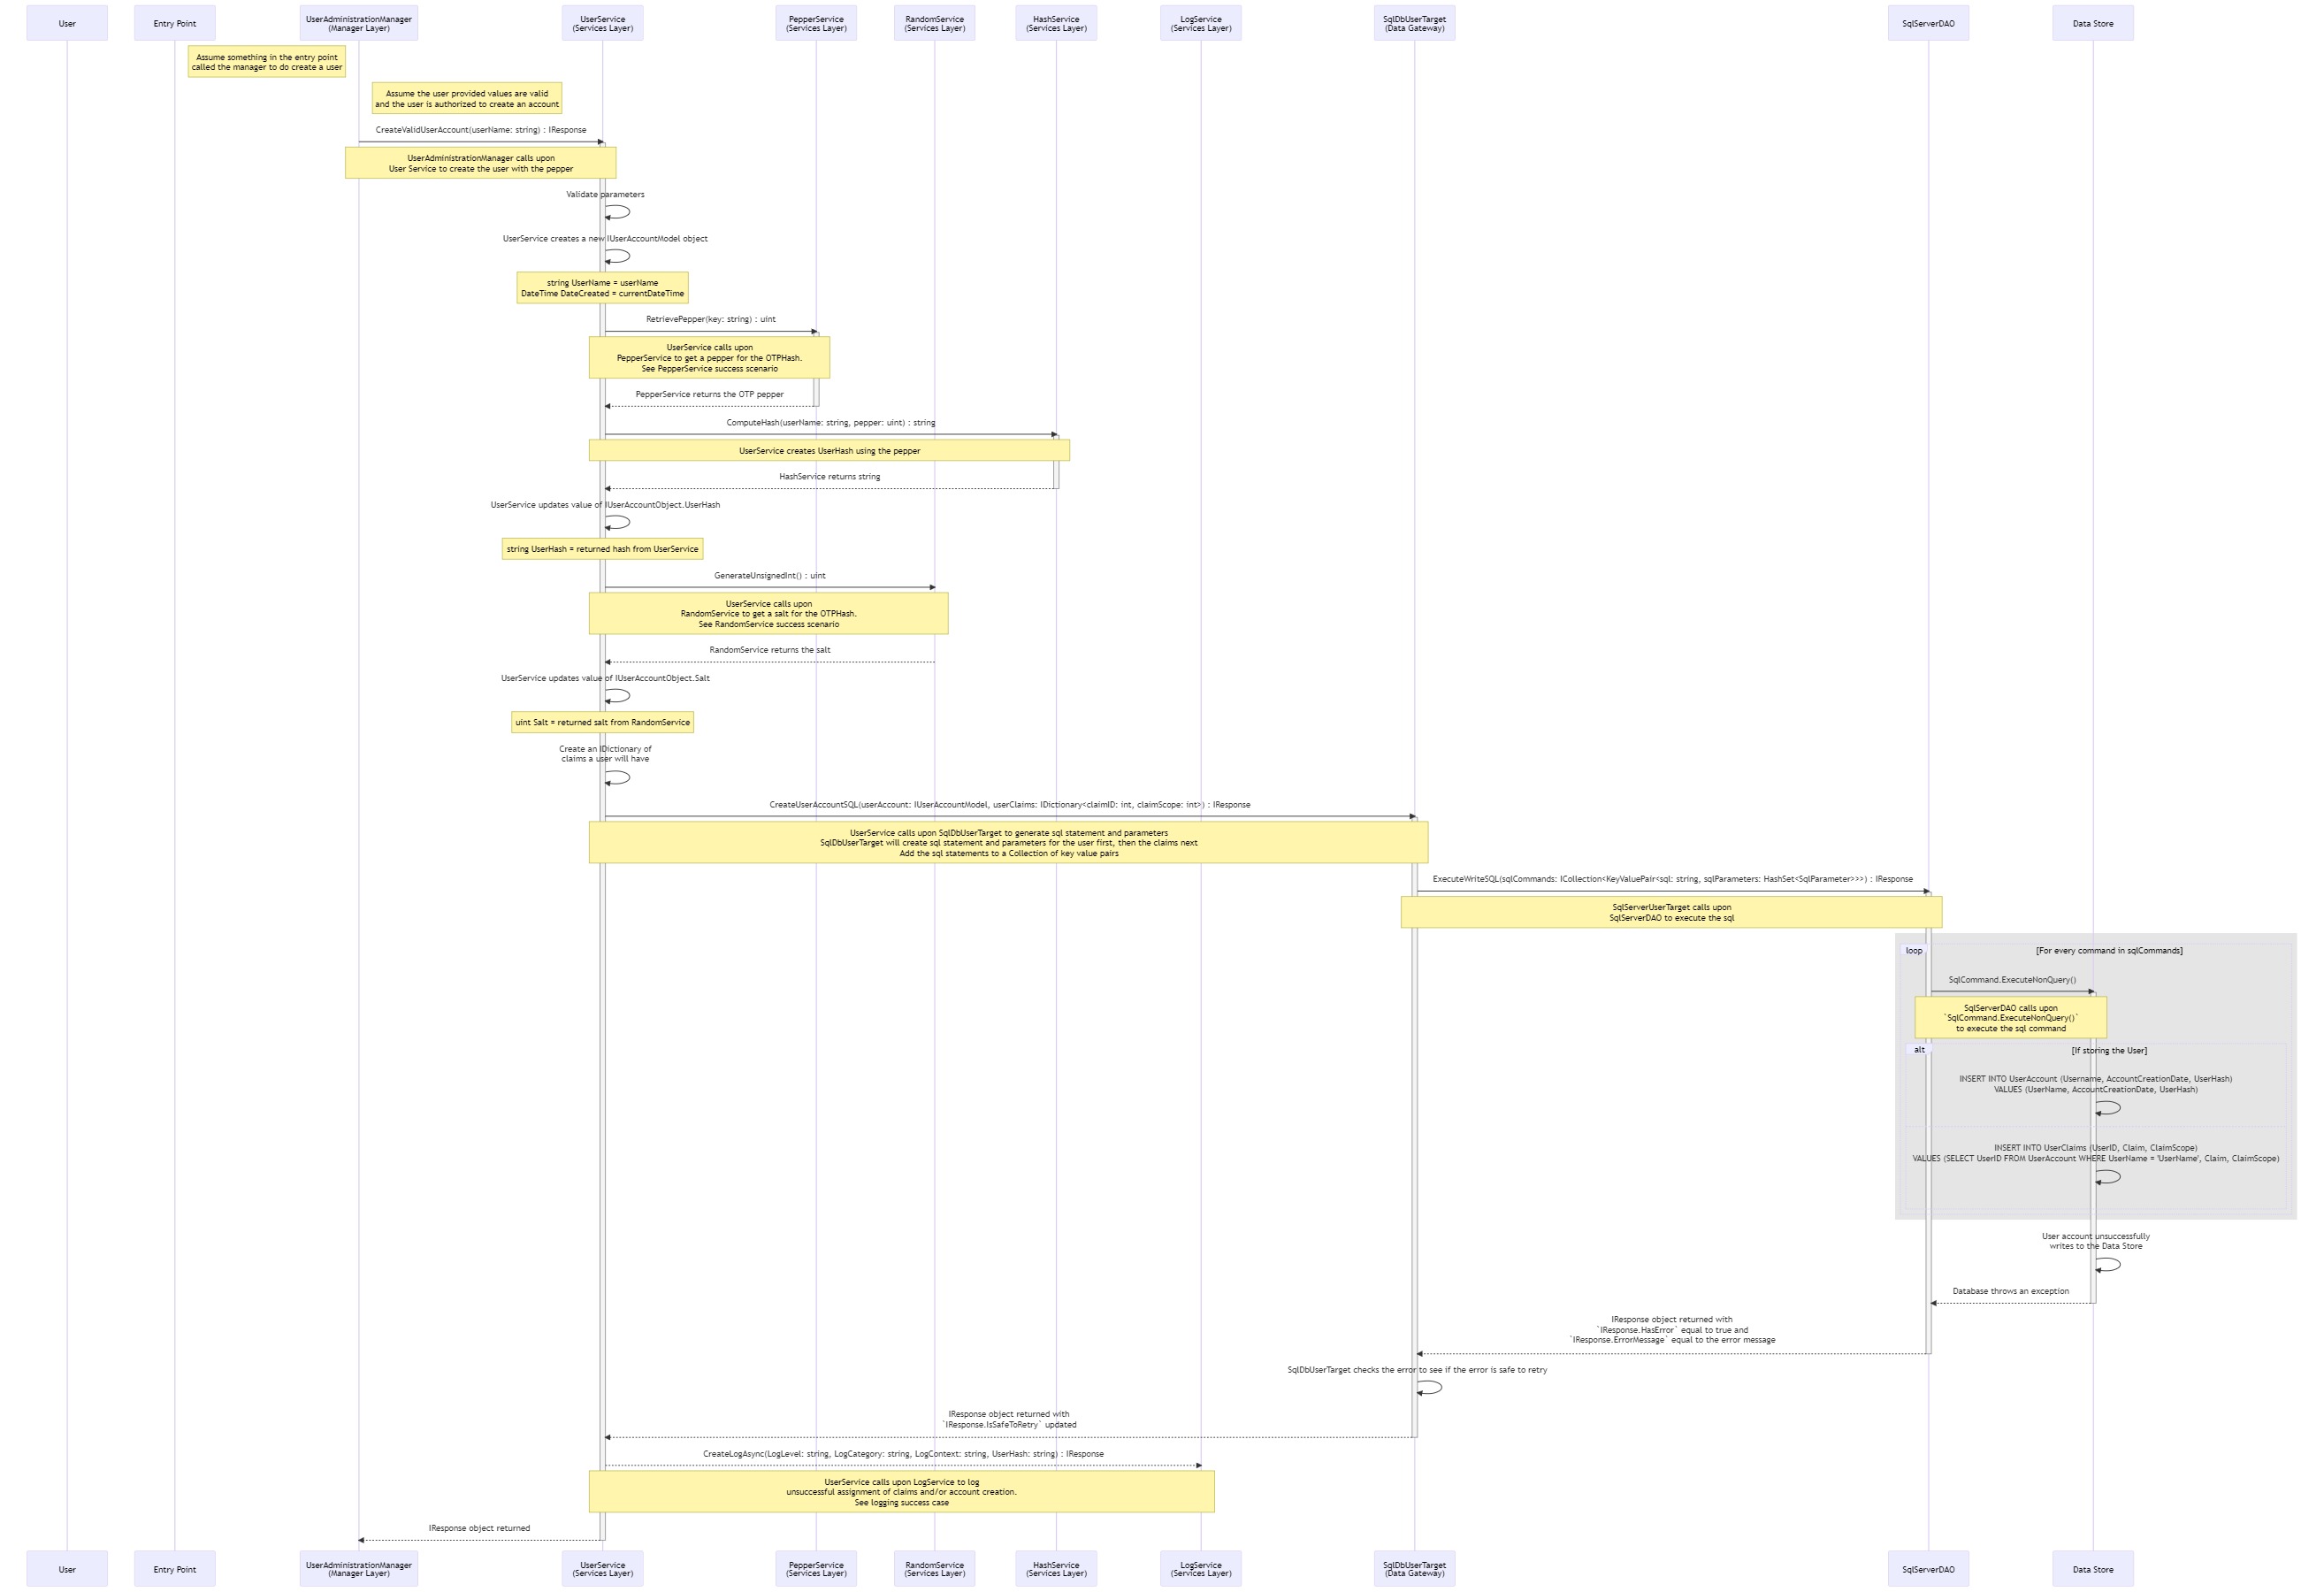 User
Entry Point
UserAdministrationManager
(Manager Layer)
UserService
(Services Layer)
PepperService
(Services Layer)
RandomService
(Services Layer)
HashService
(Services Layer)
LogService
(Services Layer)
SqlDbUserTarget
(Data Gateway)
SqlServerDAO
Data Store
Assume something in the entry point
called the manager to do create a user
Assume the user provided values are valid
and the user is authorized to create an account
CreateValidUserAccount(userName: string) : IResponse
UserAdministrationManager calls upon
User Service to create the user with the pepper
Validate parameters
UserService creates a new IUserAccountModel object
string UserName = userName
DateTime DateCreated = currentDateTime
RetrievePepper(key: string) : uint
UserService calls upon
PepperService to get a pepper for the OTPHash.
See PepperService success scenario
PepperService returns the OTP pepper
ComputeHash(userName: string, pepper: uint) : string
UserService creates UserHash using the pepper
HashService returns string
UserService updates value of IUserAccountObject.UserHash
string UserHash = returned hash from UserService
GenerateUnsignedInt() : uint
UserService calls upon
RandomService to get a salt for the OTPHash.
See RandomService success scenario
RandomService returns the salt
UserService updates value of IUserAccountObject.Salt
uint Salt = returned salt from RandomService
Create an IDictionary of
claims a user will have
CreateUserAccountSQL(userAccount: IUserAccountModel, userClaims: IDictionary<claimID: int, claimScope: int>) : IResponse
UserService calls upon SqlDbUserTarget to generate sql statement and parameters
SqlDbUserTarget will create sql statement and parameters for the user first, then the claims next
Add the sql statements to a Collection of key value pairs
ExecuteWriteSQL(sqlCommands: ICollection<KeyValuePair<sql: string, sqlParameters: HashSet<SqlParameter>>>) : IResponse
SqlServerUserTarget calls upon
SqlServerDAO to execute the sql
loop
[For every command in sqlCommands]
SqlCommand.ExecuteNonQuery()
SqlServerDAO calls upon
`SqlCommand.ExecuteNonQuery()`
to execute the sql command
alt
[If storing the User]
INSERT INTO UserAccount (Username, AccountCreationDate, UserHash)
VALUES (UserName, AccountCreationDate, UserHash)
INSERT INTO UserClaims (UserID, Claim, ClaimScope)
VALUES (SELECT UserID FROM UserAccount WHERE UserName = 'UserName', Claim, ClaimScope)
User account unsuccessfully
writes to the Data Store
Database throws an exception
IResponse object returned with
`IResponse.HasError` equal to true and
`IResponse.ErrorMessage` equal to the error message
SqlDbUserTarget checks the error to see if the error is safe to retry
IResponse object returned with
`IResponse.IsSafeToRetry` updated
CreateLogAsync(LogLevel: string, LogCategory: string, LogContext: string, UserHash: string) : IResponse
UserService calls upon LogService to log
unsuccessful assignment of claims and/or account creation.
See logging success case
IResponse object returned
User
Entry Point
UserAdministrationManager
(Manager Layer)
UserService
(Services Layer)
PepperService
(Services Layer)
RandomService
(Services Layer)
HashService
(Services Layer)
LogService
(Services Layer)
SqlDbUserTarget
(Data Gateway)
SqlServerDAO
Data Store